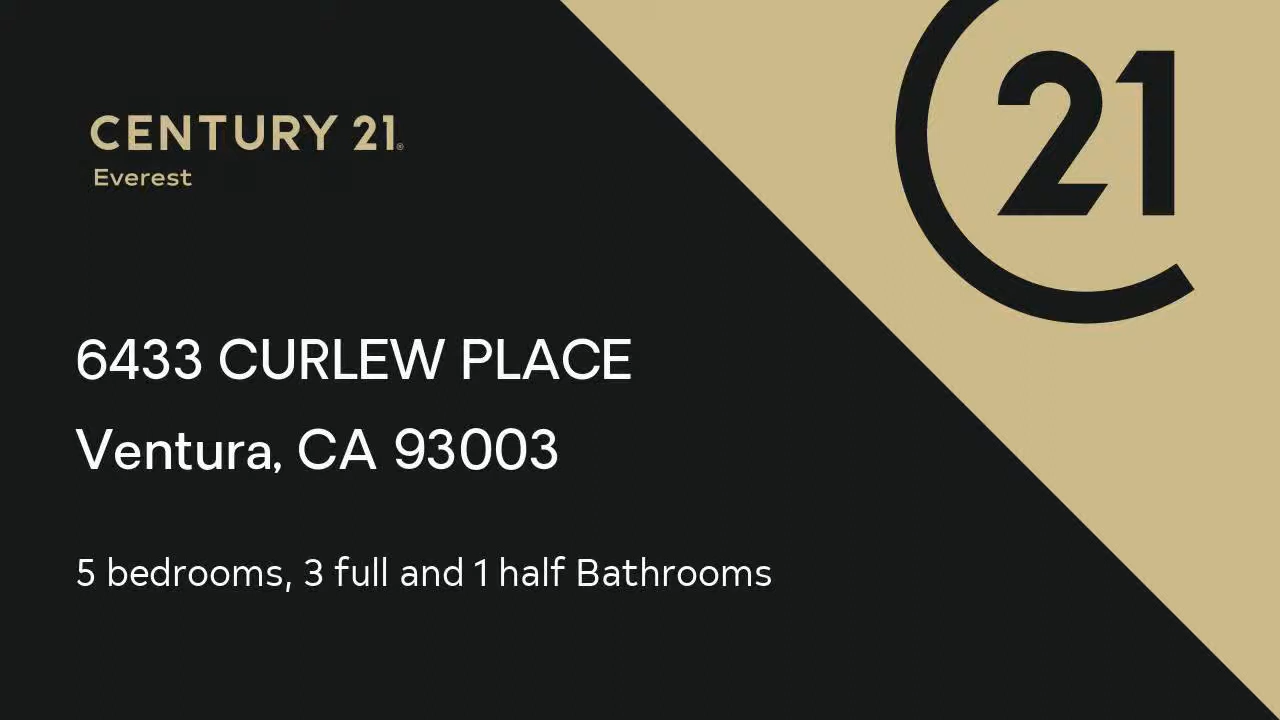 CENTURY 21®
Everest
21
6433 CURLEW PLACE
Ventura, CA 93003
5 bedrooms, 3 full and 1 half Bathrooms